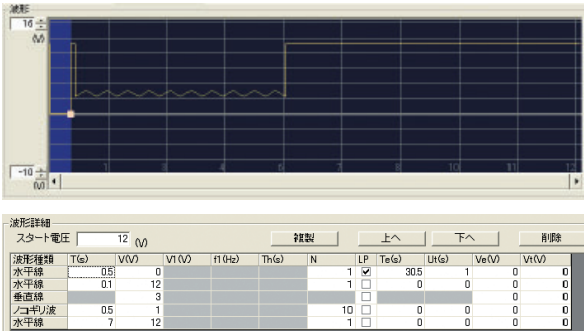 波形
16
(V)
1 2 3 4 5 6 7 8 9 10 11 12
-10
(V)
波形詳細
スタート電圧 12 (V) 複製 上へ 下へ 削除
波形種類 T(s) V(V) V1(V) f1(Hz) Th(s) N LP Te(s) Ut(s) Ve(V) Vt(V)
水平線 0.5 0 1 30.5 1 0 0
水平線 0.1 12 1 0 0 0 0
垂直線 3 0 0
ノコギリ波 0.5 1 10 0 0 0 0
水平線 7 12 1 0 0 0 0